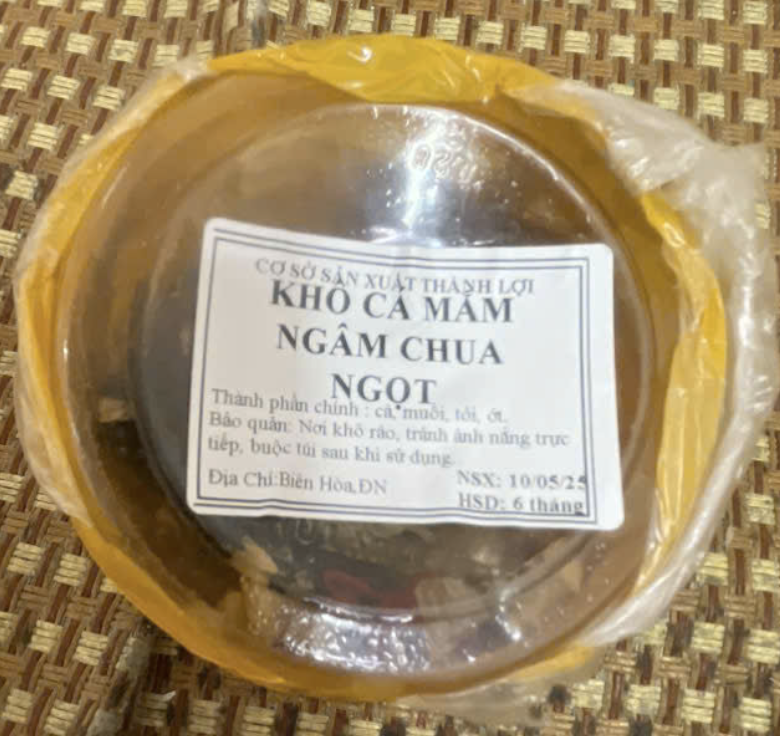 CƠ SỞ SẢN XUẤT THÀNH LỢI
KHÔ CÁ MẮM
NGÂM CHUA
NGỌT
Thành phần chính : cá, muối, tỏi, ớt.
Bảo quản: Nơi khô ráo, tránh ánh nắng trực
tiếp, buộc túi sau khi sử dụng.
Địa Chỉ:Biên Hòa,ĐN
NSX: 10/05/25
HSD: 6 tháng